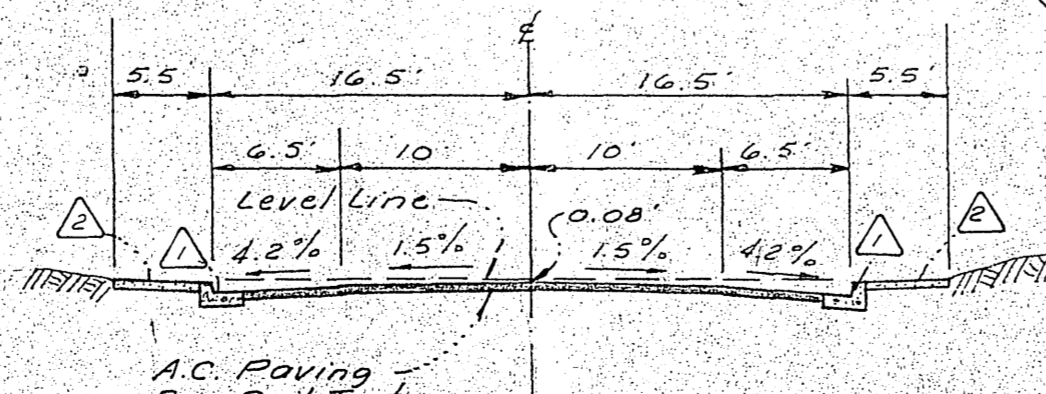 ℄
5.5' 16.5' 16.5' 5.5'
6.5' 10 10' 6.5'
Level Line
0.08'
2 1 4.2% 1.5% 1.5% 4.2% 1 2
A.C. Paving